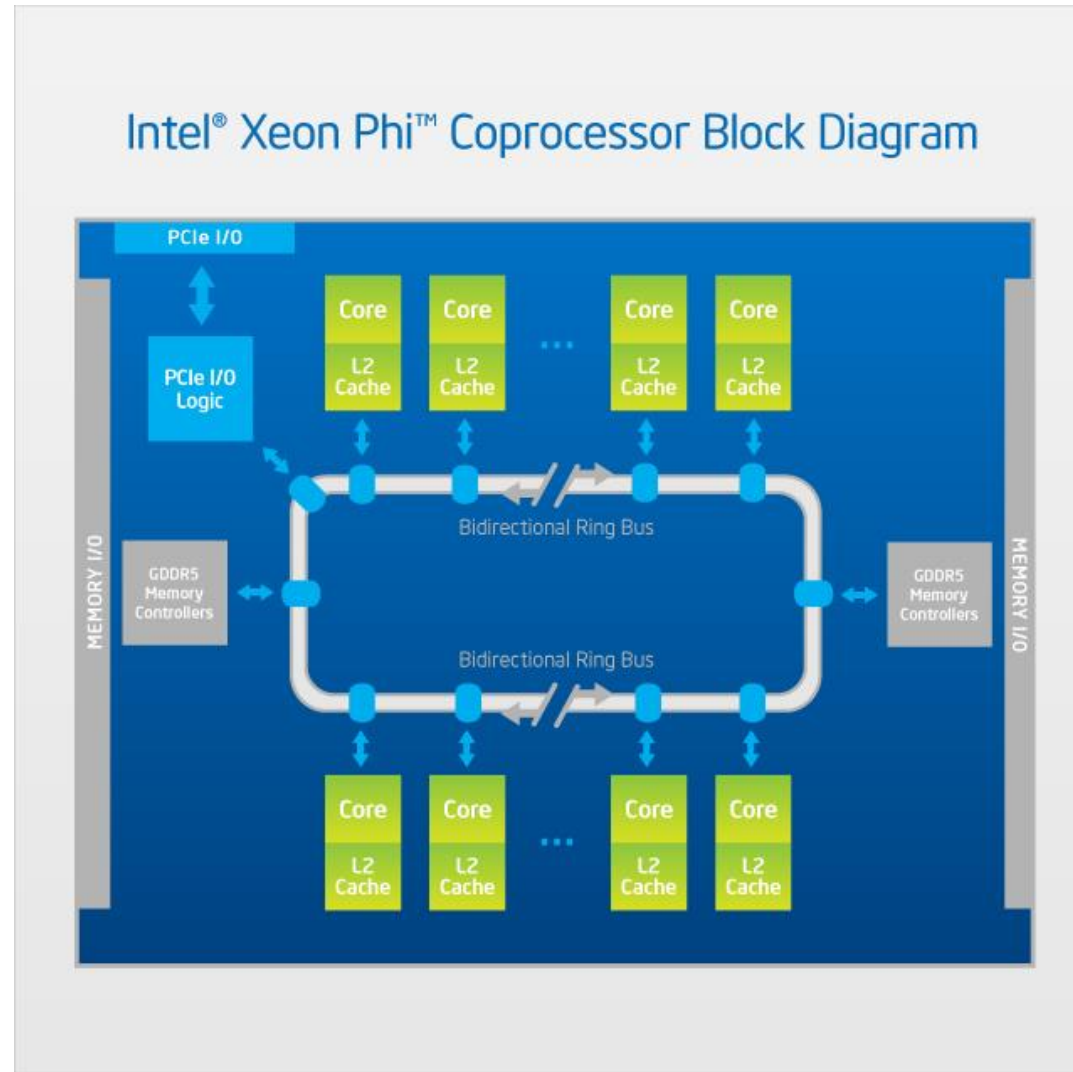 Intel® Xeon Phi™ Coprocessor Block Diagram
PCIe I/O
PCIe I/O
Logic
Core
L2
Cache
Core
L2
Cache
...
Core
L2
Cache
Core
L2
Cache
Bidirectional Ring Bus
MEMORY I/O
GDDR5
Memory
Controllers
GDDR5
Memory
Controllers
MEMORY I/O
Bidirectional Ring Bus
Core
L2
Cache
Core
L2
Cache
...
Core
L2
Cache
Core
L2
Cache